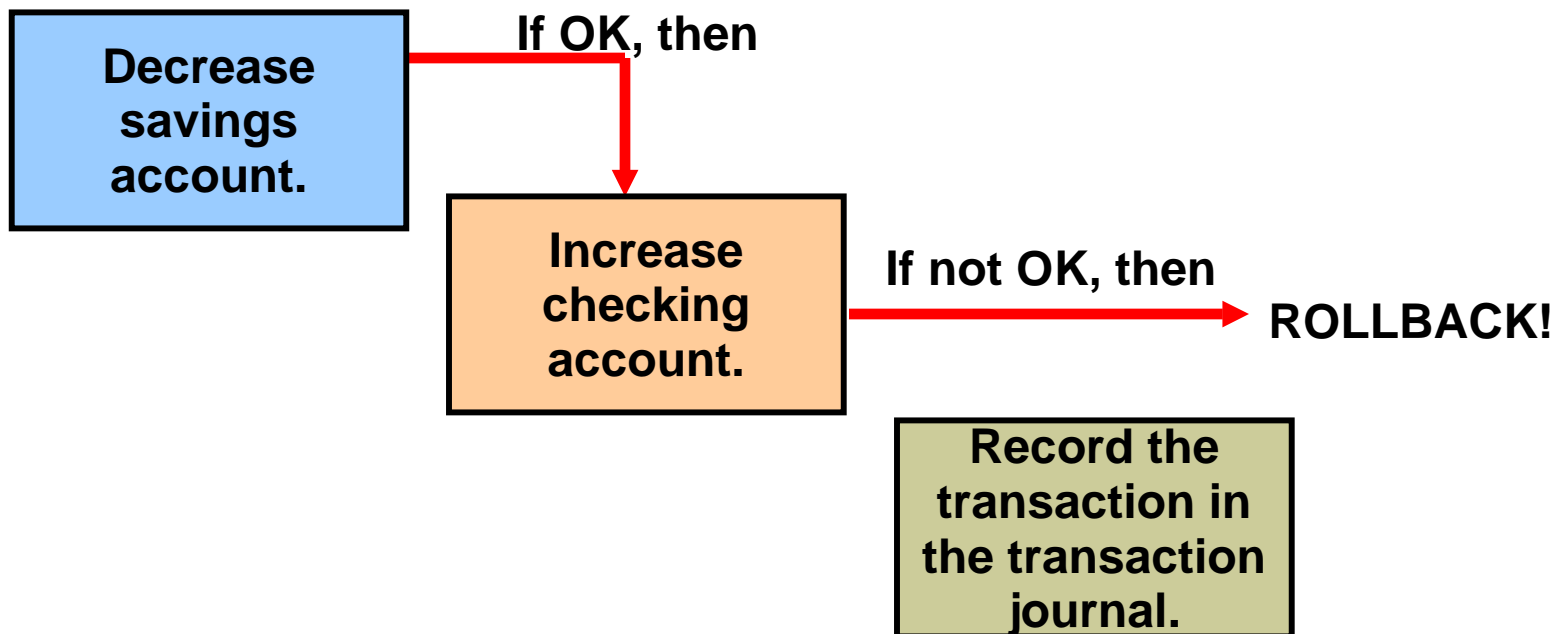 Decrease
savings
account.
If OK, then
Increase
checking
account.
If not OK, then
ROLLBACK!
Record the
transaction in
the transaction
journal.